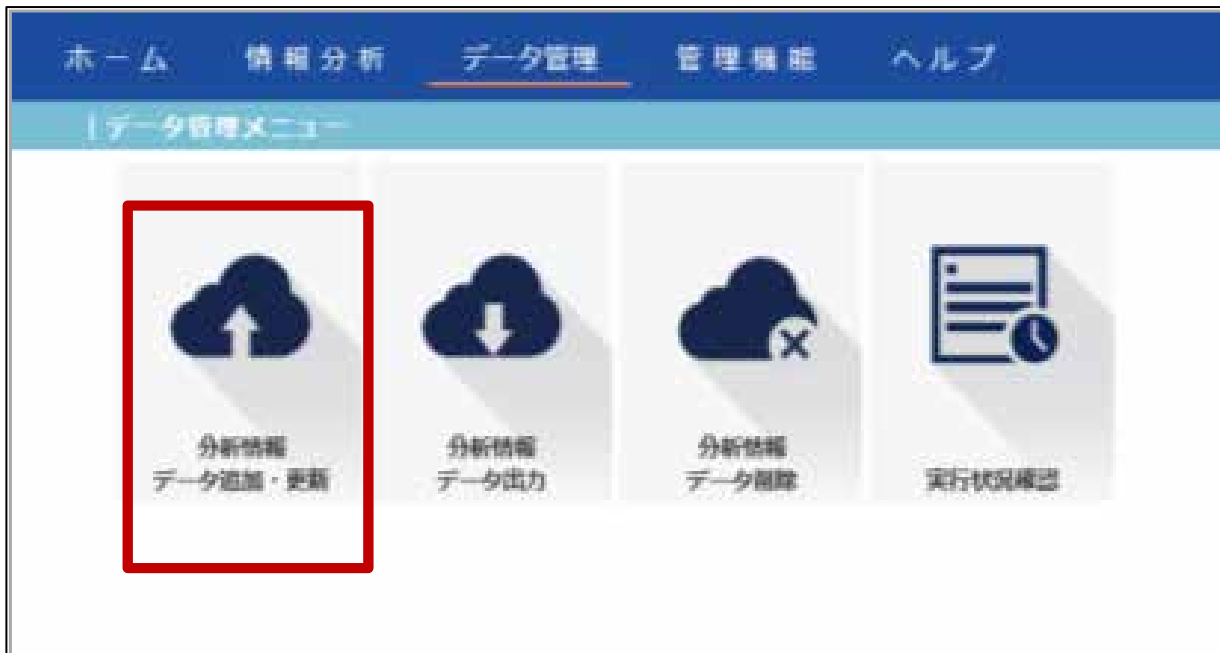 ホーム 情報分析 データ管理 管理機能 ヘルプ
|データ管理メニュー
分析情報
データ追加・更新
分析情報
データ出力
分析情報
データ削除
実行状況確認